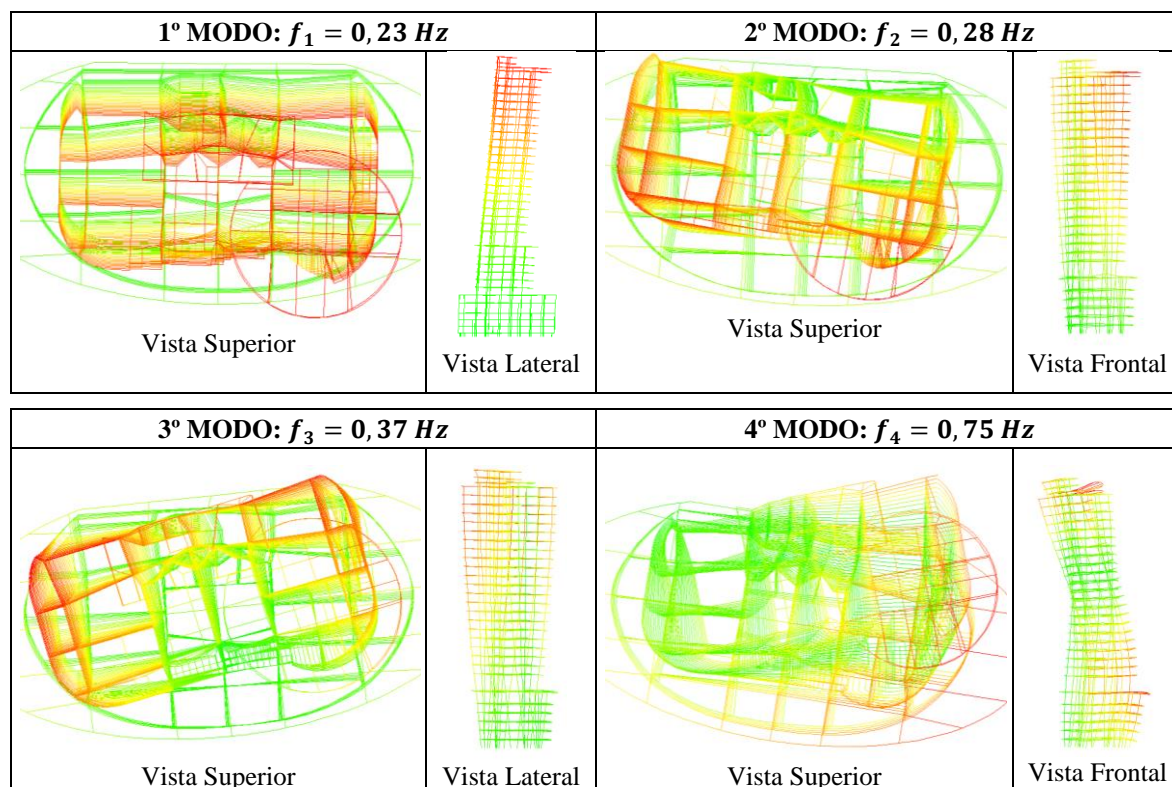 1º MODO: f₁ = 0, 23 Hz
2º MODO: f₂ = 0, 28 Hz
Vista Superior
Vista Lateral
Vista Superior
Vista Frontal
3º MODO: f₃ = 0, 37 Hz
4º MODO: f₄ = 0, 75 Hz
Vista Superior
Vista Lateral
Vista Superior
Vista Frontal